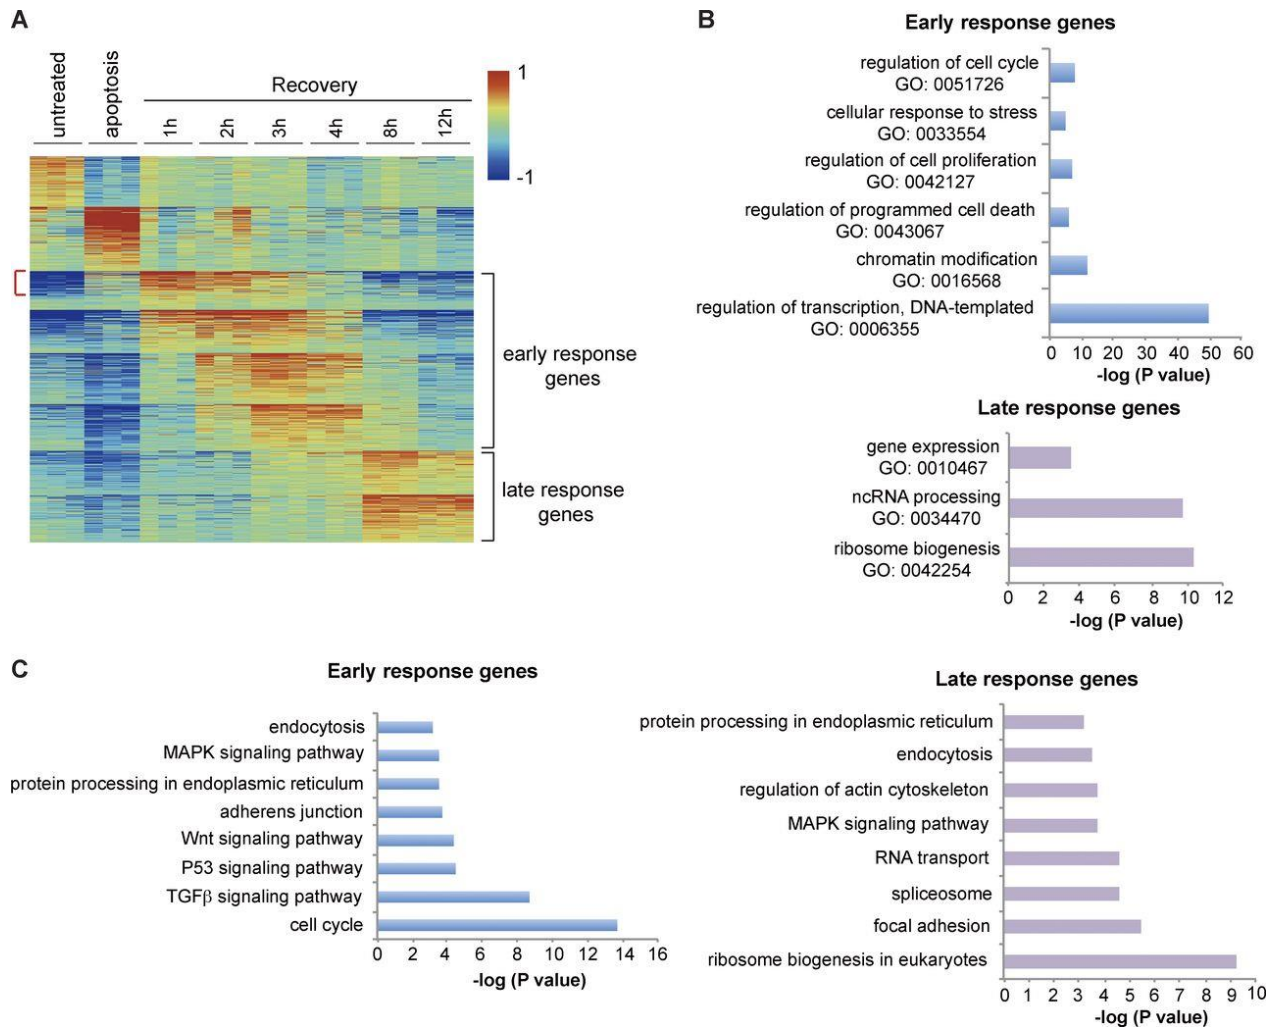 A
untreated
apoptosis
Recovery
1h
2h
3h
4h
8h
12h
1
-1
early response
genes
late response
genes
B
Early response genes
regulation of cell cycle
GO: 0051726
cellular response to stress
GO: 0033554
regulation of cell proliferation
GO: 0042127
regulation of programmed cell death
GO: 0043067
chromatin modification
GO: 0016568
regulation of transcription, DNA-templated
GO: 0006355
0 10 20 30 40 50 60
-log (P value)
Late response genes
gene expression
GO: 0010467
ncRNA processing
GO: 0034470
ribosome biogenesis
GO: 0042254
0 2 4 6 8 10 12
-log (P value)
C
Early response genes
endocytosis
MAPK signaling pathway
protein processing in endoplasmic reticulum
adherens junction
Wnt signaling pathway
P53 signaling pathway
TGFβ signaling pathway
cell cycle
0 2 4 6 8 10 12 14 16
-log (P value)
Late response genes
protein processing in endoplasmic reticulum
endocytosis
regulation of actin cytoskeleton
MAPK signaling pathway
RNA transport
spliceosome
focal adhesion
ribosome biogenesis in eukaryotes
0 1 2 3 4 5 6 7 8 9 10
-log (P value)